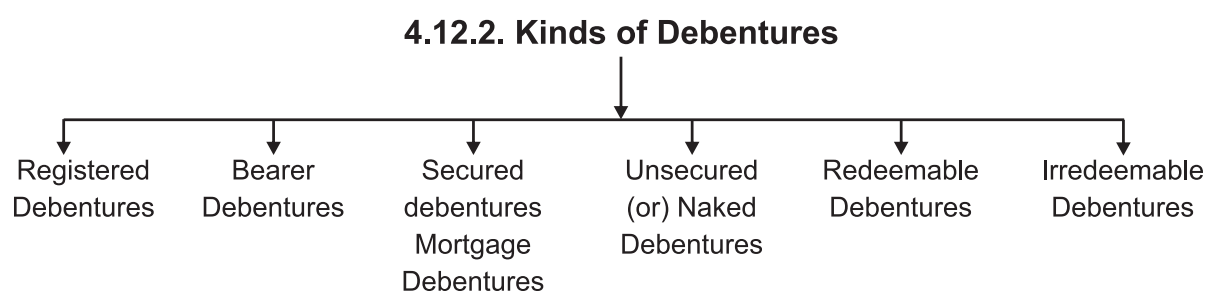 4.12.2. Kinds of Debentures
Registered
Debentures
Bearer
Debentures
Secured
debentures
Mortgage
Debentures
Unsecured
(or) Naked
Debentures
Redeemable
Debentures
Irredeemable
Debentures